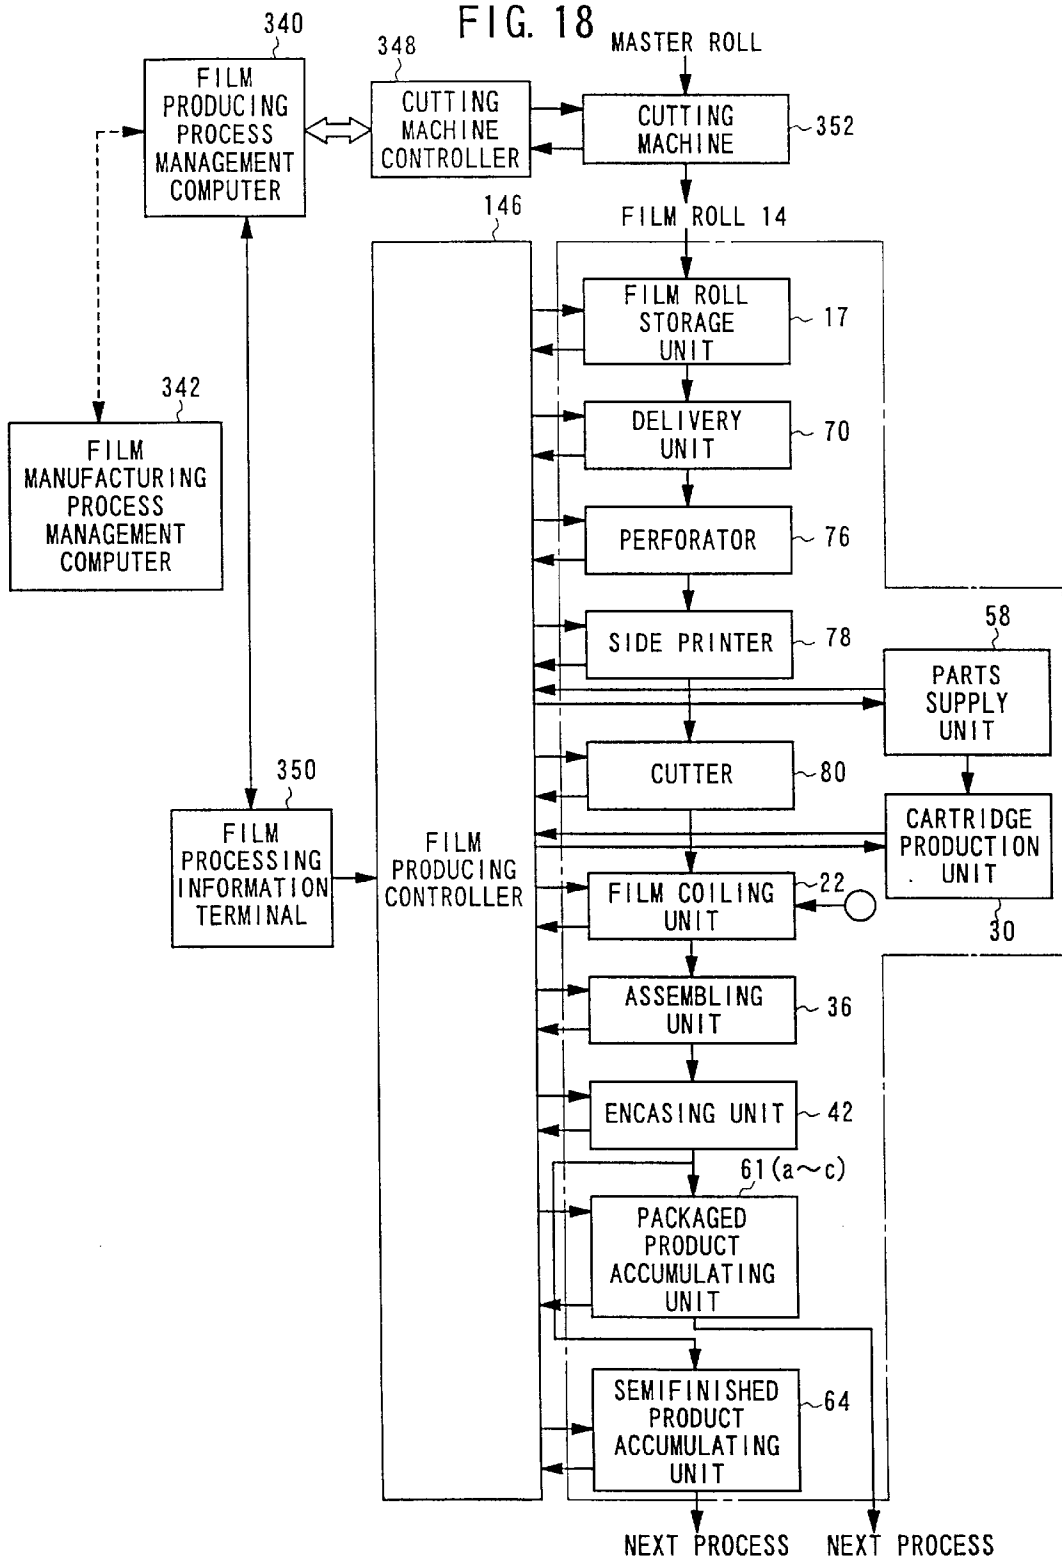 FIG. 18
340
348
MASTER ROLL
FILM
PRODUCING
PROCESS
MANAGEMENT
COMPUTER
CUTTING
MACHINE
CONTROLLER
CUTTING
MACHINE
352
146
FILM ROLL 14
FILM ROLL
STORAGE
UNIT
17
342
FILM
MANUFACTURING
PROCESS
MANAGEMENT
COMPUTER
DELIVERY
UNIT
70
PERFORATOR
76
SIDE PRINTER
78
58
PARTS
SUPPLY
UNIT
CUTTER
80
350
FILM
PROCESSING
INFORMATION
TERMINAL
FILM
PRODUCING
CONTROLLER
CARTRIDGE
PRODUCTION
UNIT
30
FILM COILING
UNIT
22
ASSEMBLING
UNIT
36
ENCASING UNIT
42
61(a~c)
PACKAGED
PRODUCT
ACCUMULATING
UNIT
SEMIFINISHED
PRODUCT
ACCUMULATING
UNIT
64
NEXT PROCESS
NEXT PROCESS